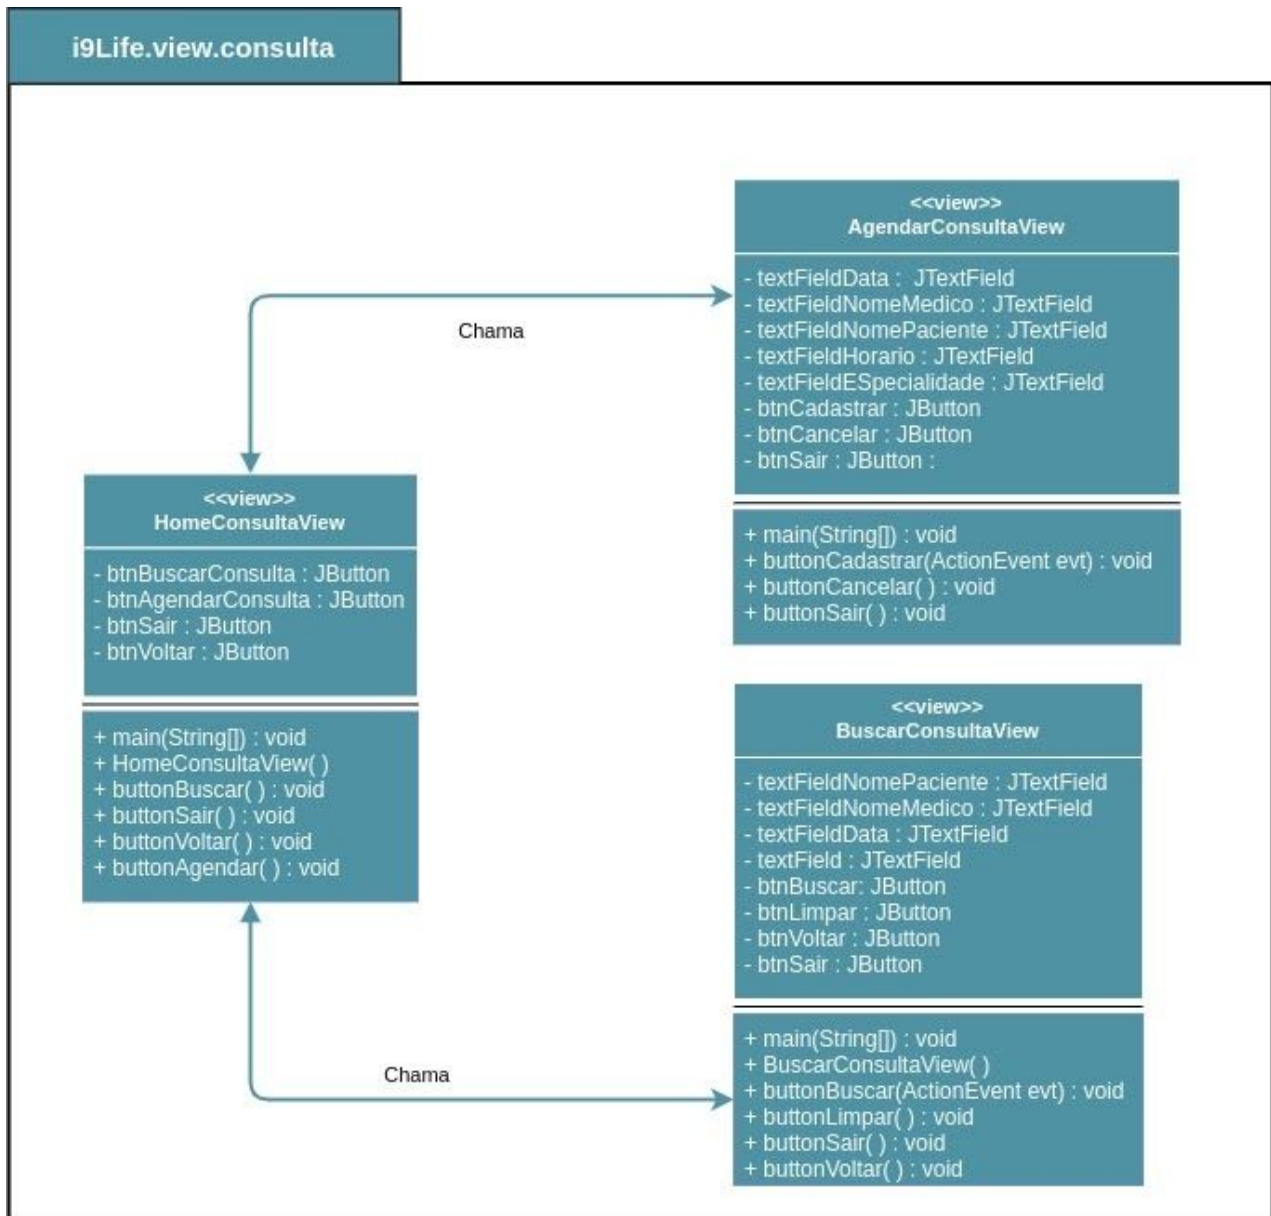 i9Life.view.consulta
<<view>>
AgendarConsultaView
- textFieldData :  JTextField
- textFieldNomeMedico : JTextField
- textFieldNomePaciente : JTextField
- textFieldHorario : JTextField
- textFieldESpecialidade : JTextField
- btnCadastrar : JButton
- btnCancelar : JButton
- btnSair : JButton :
+ main(String[]) : void
+ buttonCadastrar(ActionEvent evt) : void
+ buttonCancelar( ) : void
+ buttonSair( ) : void
Chama
<<view>>
HomeConsultaView
- btnBuscarConsulta : JButton
- btnAgendarConsulta : JButton
- btnSair : JButton
- btnVoltar : JButton
+ main(String[]) : void
+ HomeConsultaView( )
+ buttonBuscar( ) : void
+ buttonSair( ) : void
+ buttonVoltar( ) : void
+ buttonAgendar( ) : void
<<view>>
BuscarConsultaView
- textFieldNomePaciente : JTextField
- textFieldNomeMedico : JTextField
- textFieldData : JTextField
- textField : JTextField
- btnBuscar: JButton
- btnLimpar : JButton
- btnVoltar : JButton
- btnSair : JButton
+ main(String[]) : void
+ BuscarConsultaView( )
+ buttonBuscar(ActionEvent evt) : void
+ buttonLimpar( ) : void
+ buttonSair( ) : void
+ buttonVoltar( ) : void
Chama